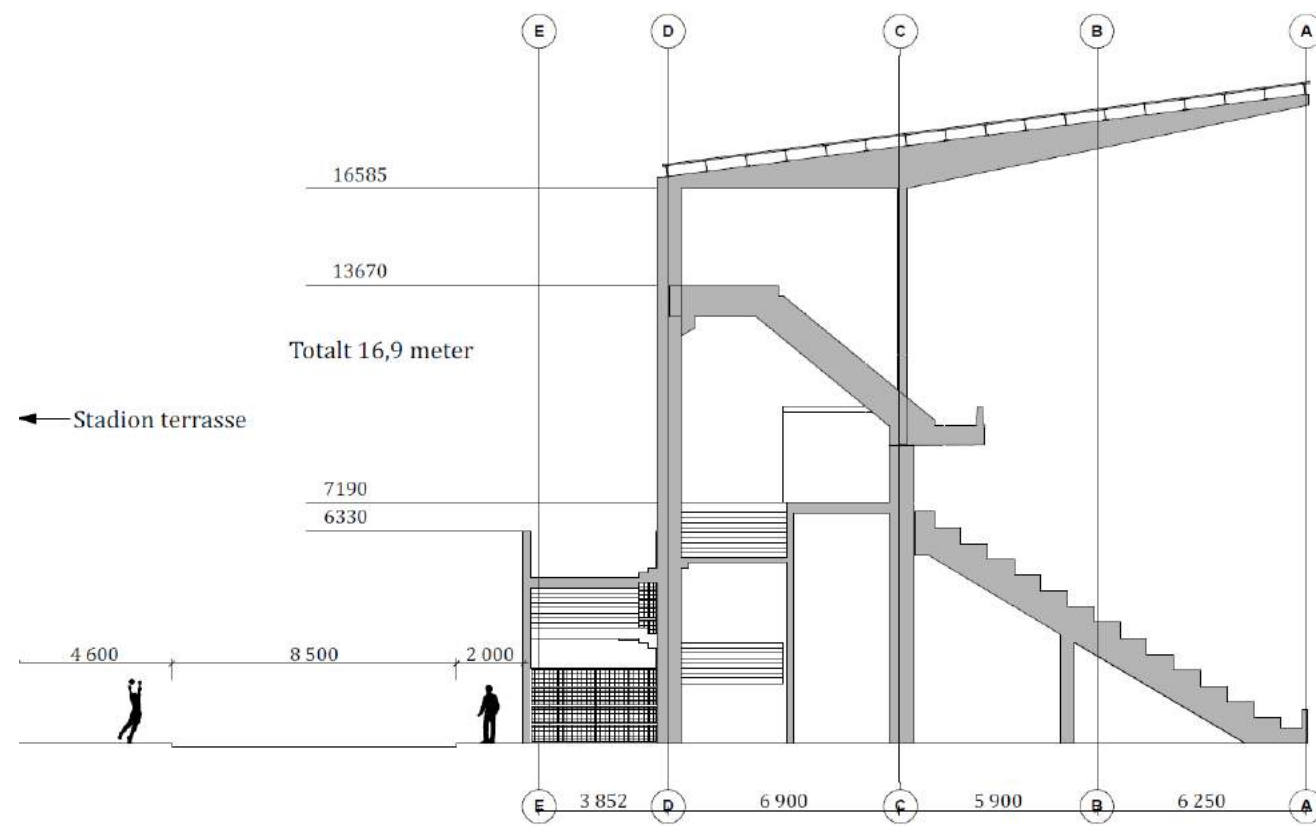 E D C B A
16585
13670
Totalt 16,9 meter
Stadion terrasse
7190
6330
4 600 8 500 2 000
E 3 852 D 6 900 C 5 900 B 6 250 A